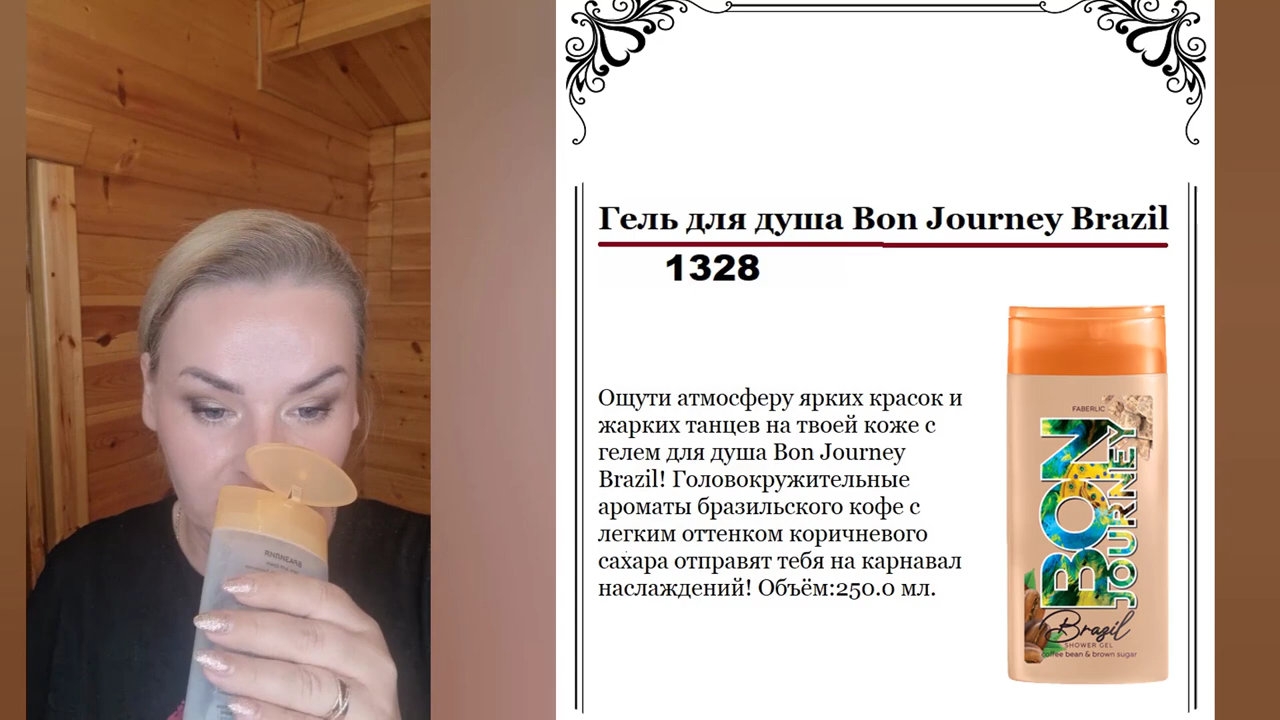 Гель для душа Bon Journey Brazil
1328
Ощути атмосферу ярких красок и
жарких танцев на твоей коже с
гелем для душа Bon Journey
Brazil! Головокружительные
ароматы бразильского кофе с
легким оттенком коричневого
сахара отправят тебя на карнавал
наслаждений! Объём:250.0 мл.
FABERLIC
BON
JOURNEY
Brazil
SHOWER GEL
coffee bean & brown sugar